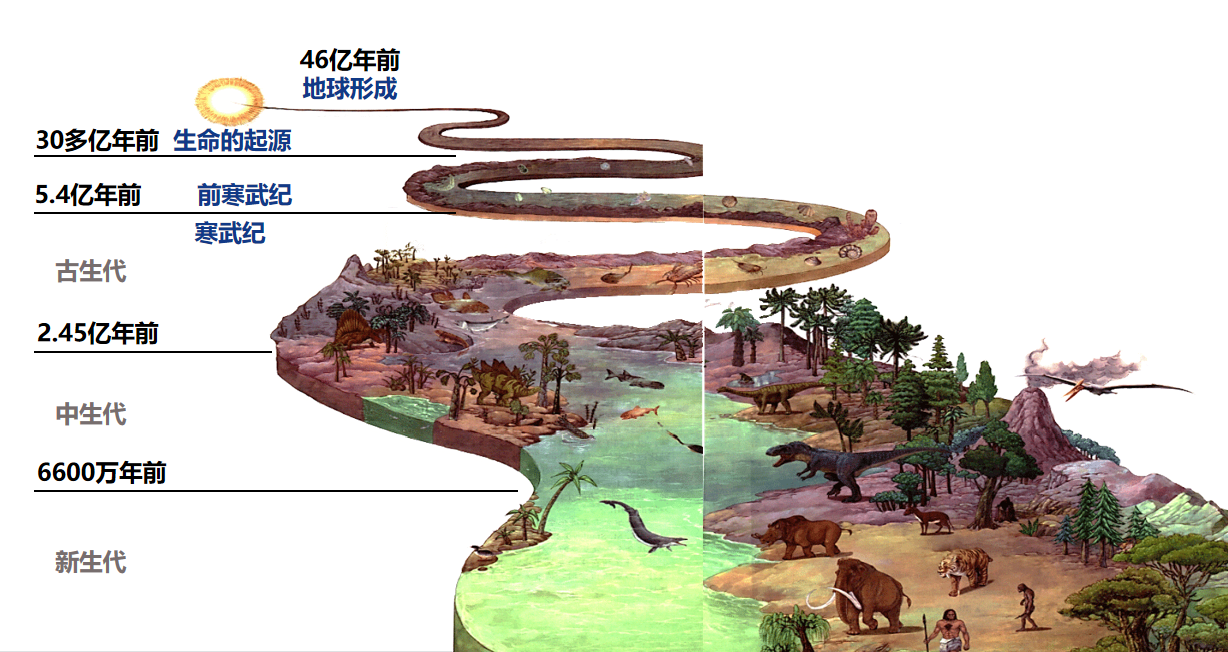 46亿年前
地球形成
30多亿年前 生命的起源
5.4亿年前 前寒武纪
寒武纪
古生代
2.45亿年前
中生代
6600万年前
新生代